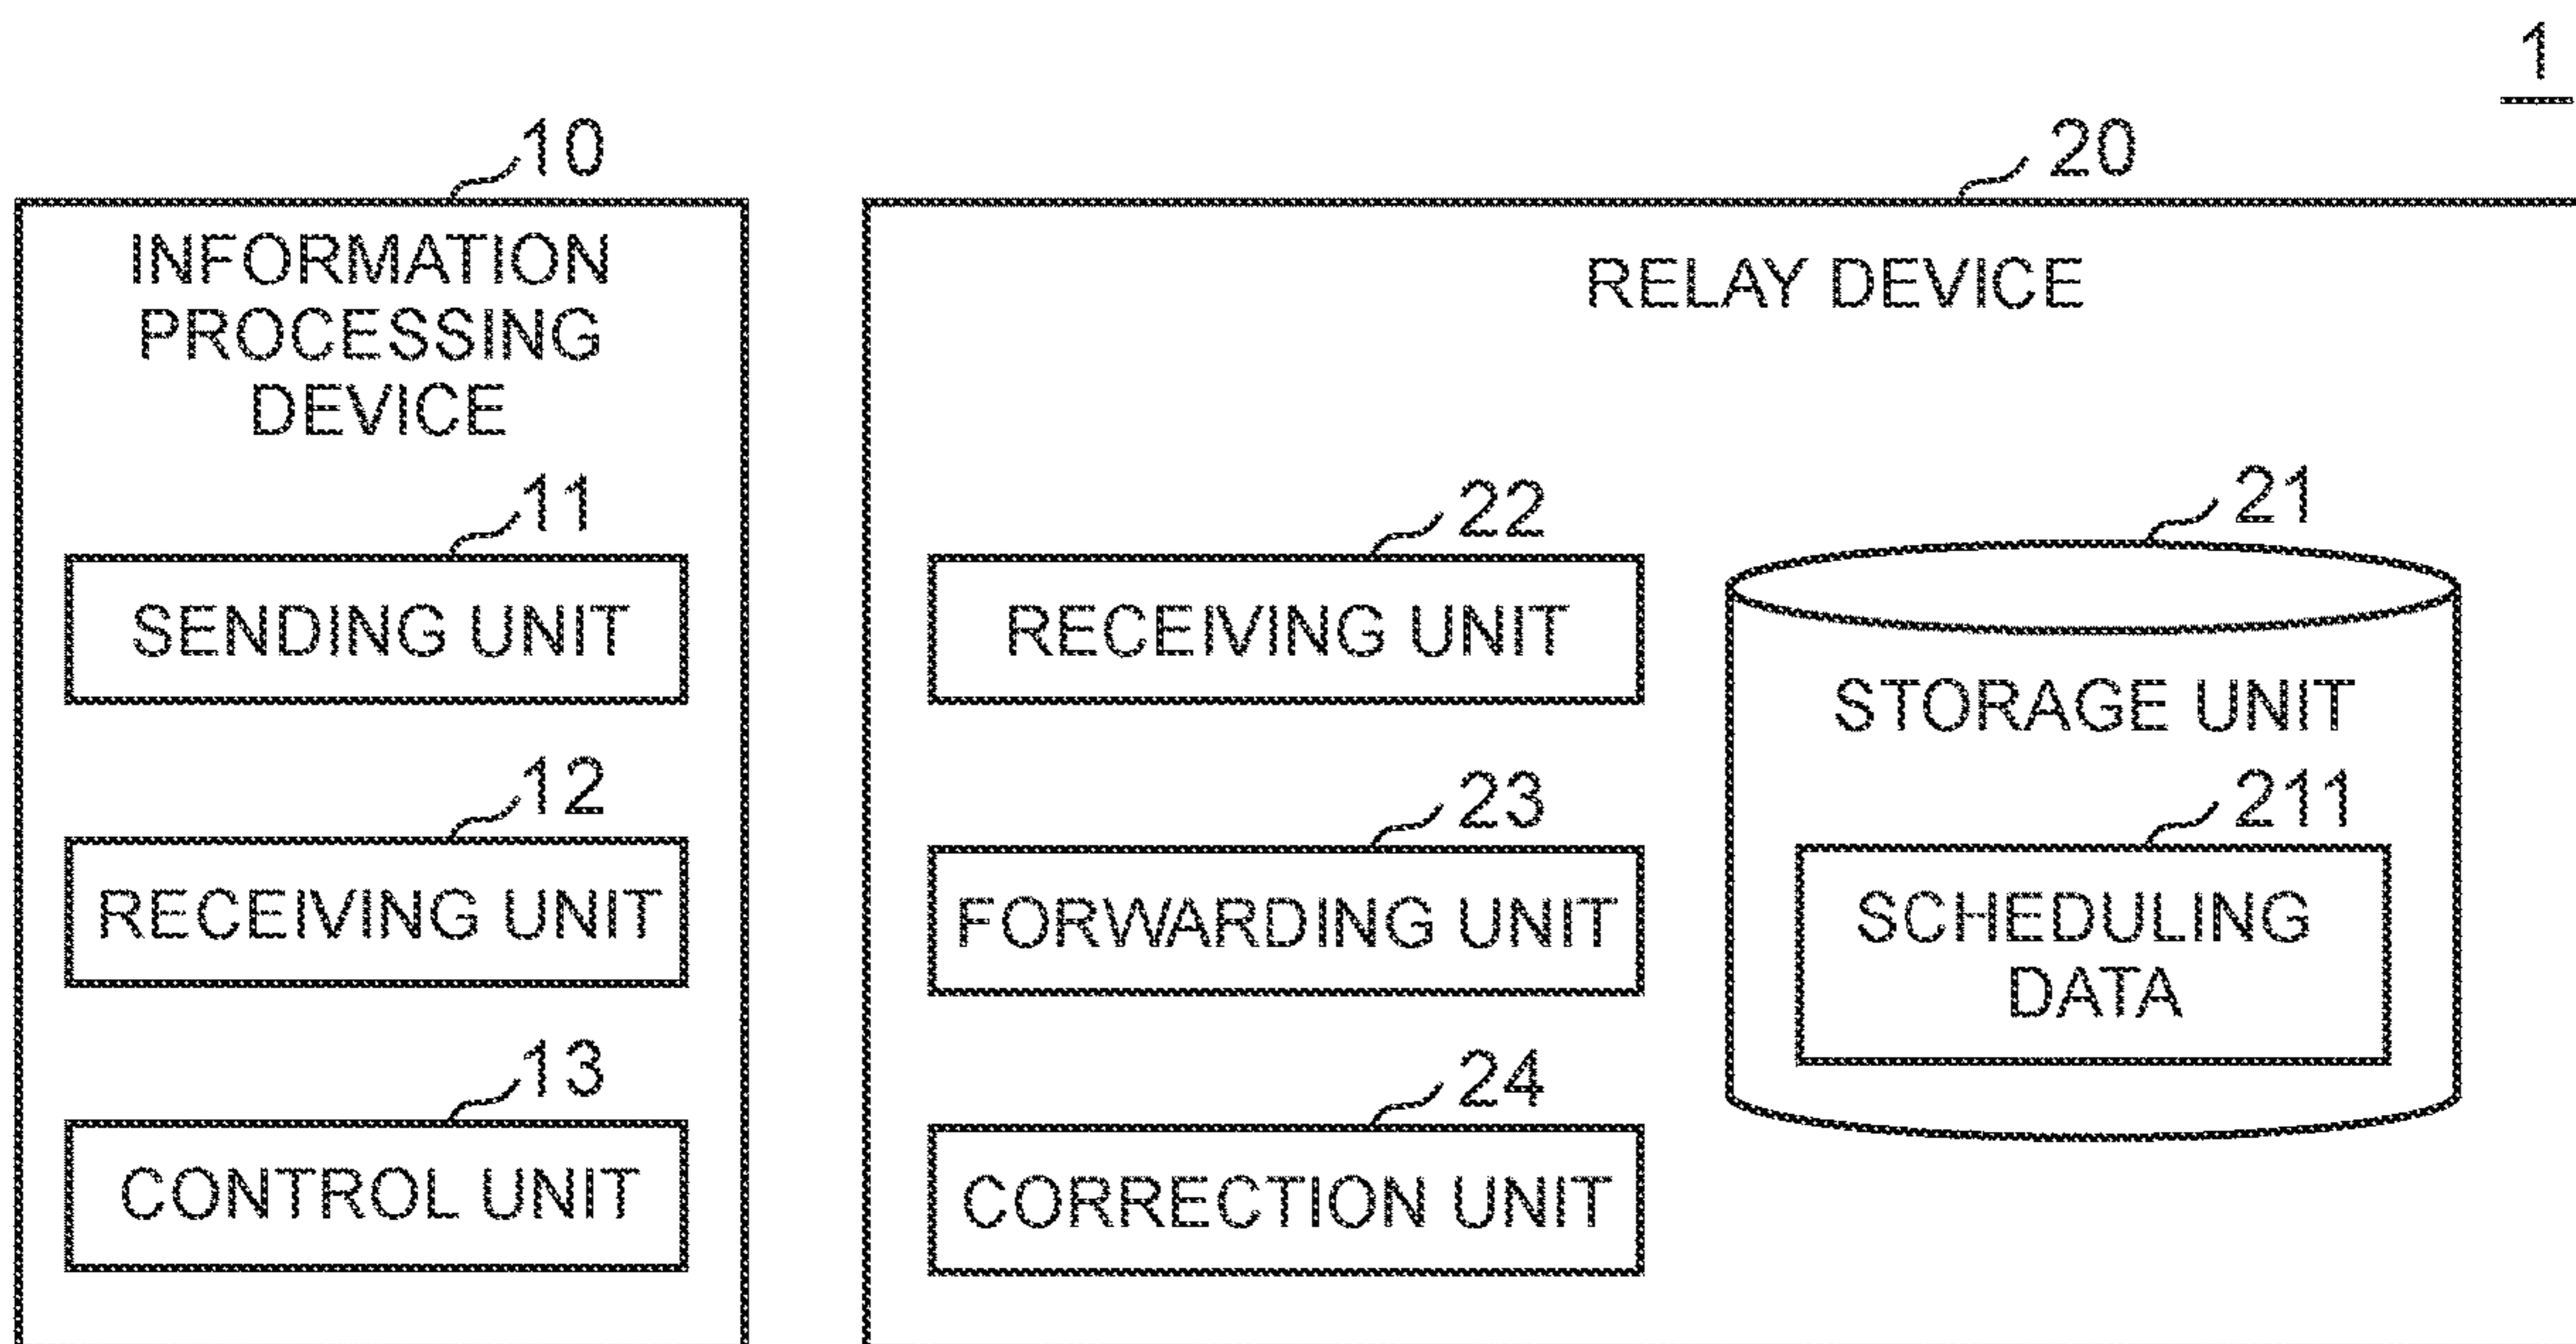 1
10
INFORMATION
PROCESSING
DEVICE
11
SENDING UNIT
12
RECEIVING UNIT
13
CONTROL UNIT
20
RELAY DEVICE
22
RECEIVING UNIT
23
FORWARDING UNIT
24
CORRECTION UNIT
21
STORAGE UNIT
211
SCHEDULING
DATA